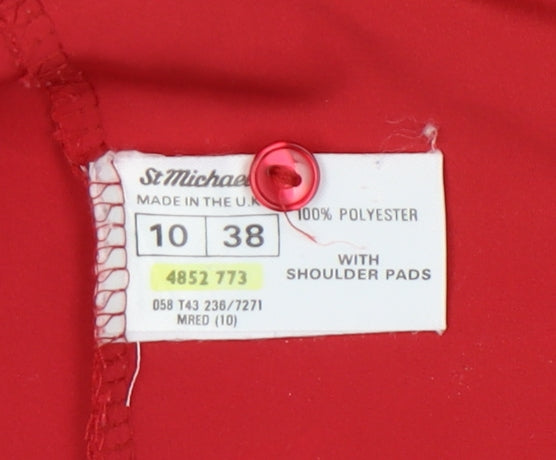 St Michael
MADE IN THE U.K
10 38
4852 773
058 T43 236/7271
MRED (10)
100% POLYESTER
WITH
SHOULDER PADS